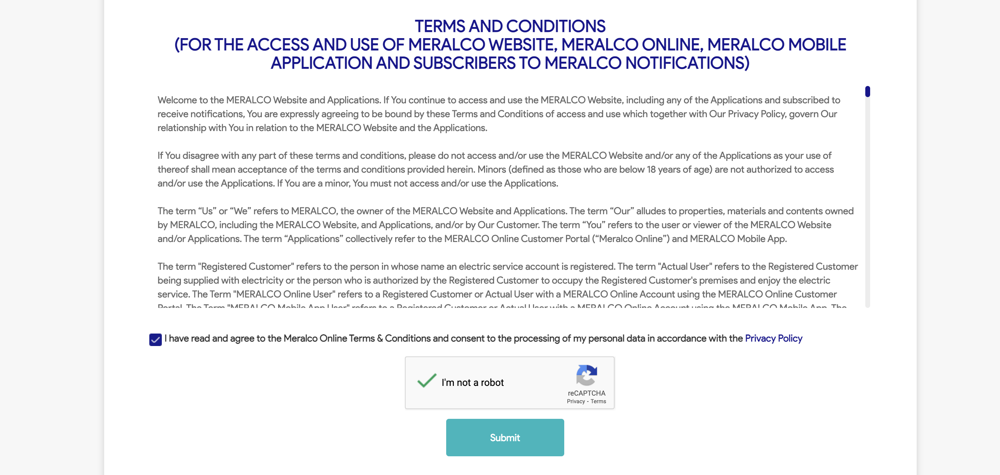 TERMS AND CONDITIONS
(FOR THE ACCESS AND USE OF MERALCO WEBSITE, MERALCO ONLINE, MERALCO MOBILE
APPLICATION AND SUBSCRIBERS TO MERALCO NOTIFICATIONS)
Welcome to the MERALCO Website and Applications. If You continue to access and use the MERALCO Website, including any of the Applications and subscribed to
receive notifications, You are expressly agreeing to be bound by these Terms and Conditions of access and use which together with Our Privacy Policy, govern Our
relationship with You in relation to the MERALCO Website and the Applications.
If You disagree with any part of these terms and conditions, please do not access and/or use the MERALCO Website and/or any of the Applications as your use of
thereof shall mean acceptance of the terms and conditions provided herein. Minors (defined as those who are below 18 years of age) are not authorized to access
and/or use the Applications. If You are a minor, You must not access and/or use the Applications.
The term “Us” or “We” refers to MERALCO, the owner of the MERALCO Website and Applications. The term “Our” alludes to properties, materials and contents owned
by MERALCO, including the MERALCO Website, and Applications, and/or by Our Customer. The term “You” refers to the user or viewer of the MERALCO Website
and/or Applications. The term “Applications” collectively refer to the MERALCO Online Customer Portal (“Meralco Online”) and MERALCO Mobile App.
The term "Registered Customer" refers to the person in whose name an electric service account is registered. The term "Actual User" refers to the Registered Customer
being supplied with electricity or the person who is authorized by the Registered Customer to occupy the Registered Customer's premises and enjoy the electric
service. The Term "MERALCO Online User" refers to a Registered Customer or Actual User with a MERALCO Online Account using the MERALCO Online Customer
Portal. The Term "MERALCO Mobile App User" refers to a Registered Customer or Actual User with a MERALCO Online Account using the MERALCO Mobile App. The
I have read and agree to the Meralco Online Terms & Conditions and consent to the processing of my personal data in accordance with the Privacy Policy
I'm not a robot
reCAPTCHA
Privacy - Terms
Submit